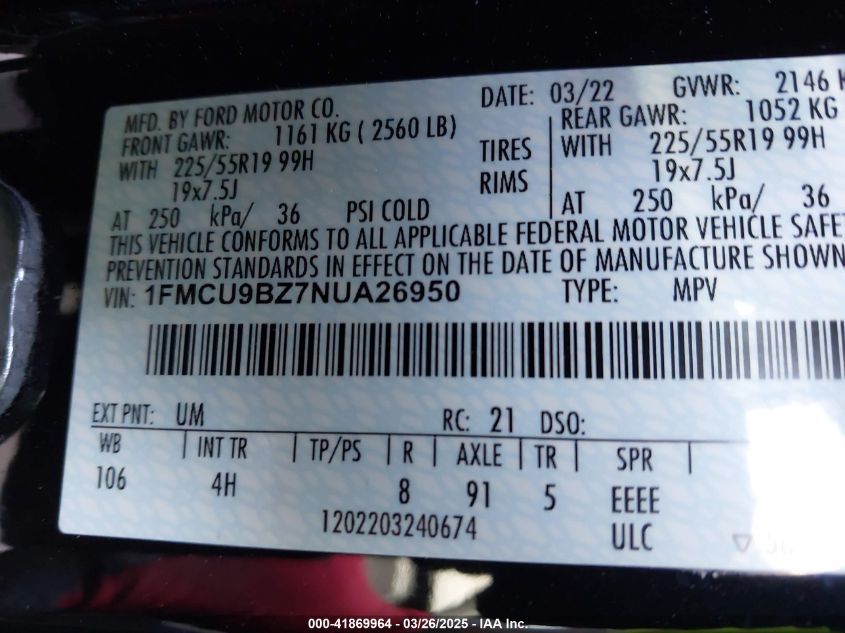 MFD. BY FORD MOTOR CO. DATE: 03/22 GVWR: 2146 K
FRONT GAWR: 1161 KG ( 2560 LB) REAR GAWR: 1052 KG
WITH 225/55R19 99H TIRES WITH 225/55R19 99H
19x7.5J RIMS 19x7.5J
AT 250 kPa/ 36 PSI COLD AT 250 kPa/ 36
THIS VEHICLE CONFORMS TO ALL APPLICABLE FEDERAL MOTOR VEHICLE SAFE
PREVENTION STANDARDS IN EFFECT ON THE DATE OF MANUFACTURE SHOWN
VIN: 1FMCU9BZ7NUA26950 TYPE: MPV
EXT PNT: UM RC: 21 DSO:
WB INT TR TP/PS R AXLE TR SPR
106 4H 8 91 5 EEEE
1202203240674 ULC
000-41869964 - 03/26/2025 - IAA Inc.